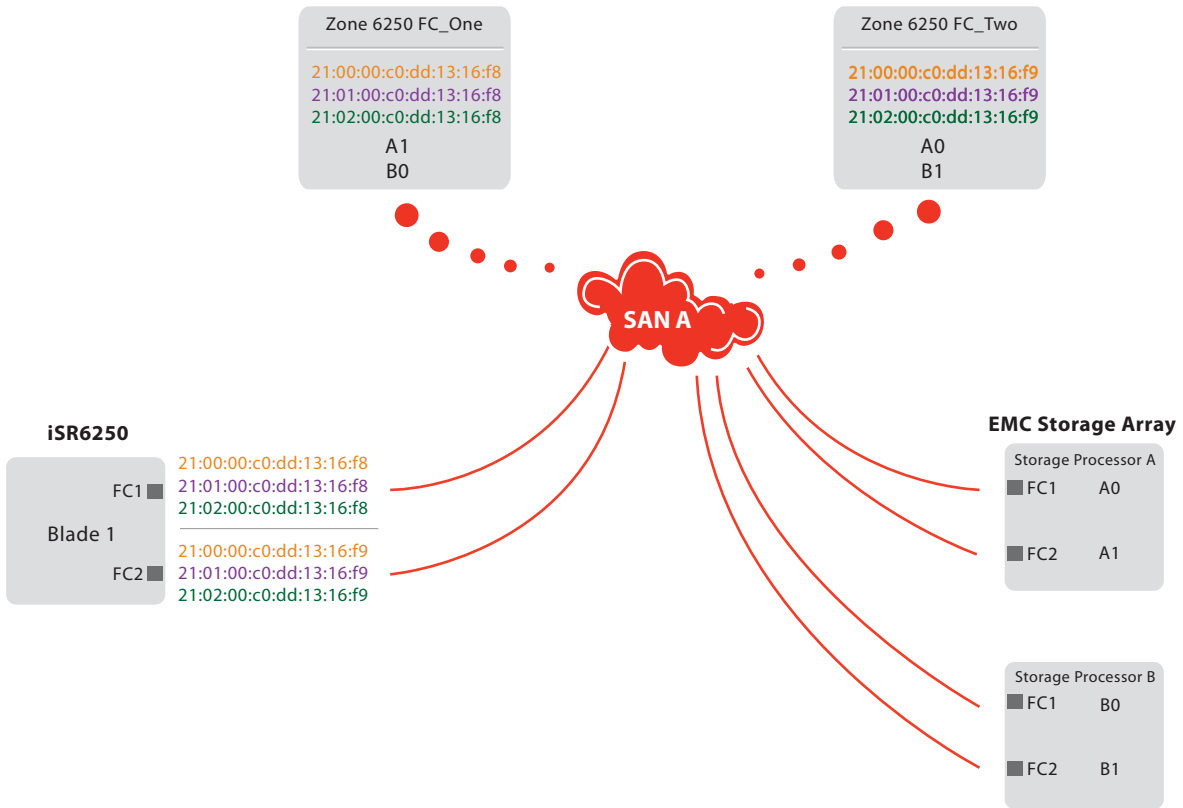 Zone 6250 FC_One
21:00:00:c0:dd:13:16:f8
21:01:00:c0:dd:13:16:f8
21:02:00:c0:dd:13:16:f8
A1
B0
Zone 6250 FC_Two
21:00:00:c0:dd:13:16:f9
21:01:00:c0:dd:13:16:f9
21:02:00:c0:dd:13:16:f9
A0
B1
SAN A
iSR6250
FC1
Blade 1
FC2
21:00:00:c0:dd:13:16:f8
21:01:00:c0:dd:13:16:f8
21:02:00:c0:dd:13:16:f8
21:00:00:c0:dd:13:16:f9
21:01:00:c0:dd:13:16:f9
21:02:00:c0:dd:13:16:f9
EMC Storage Array
Storage Processor A
FC1 A0
FC2 A1
Storage Processor B
FC1 B0
FC2 B1